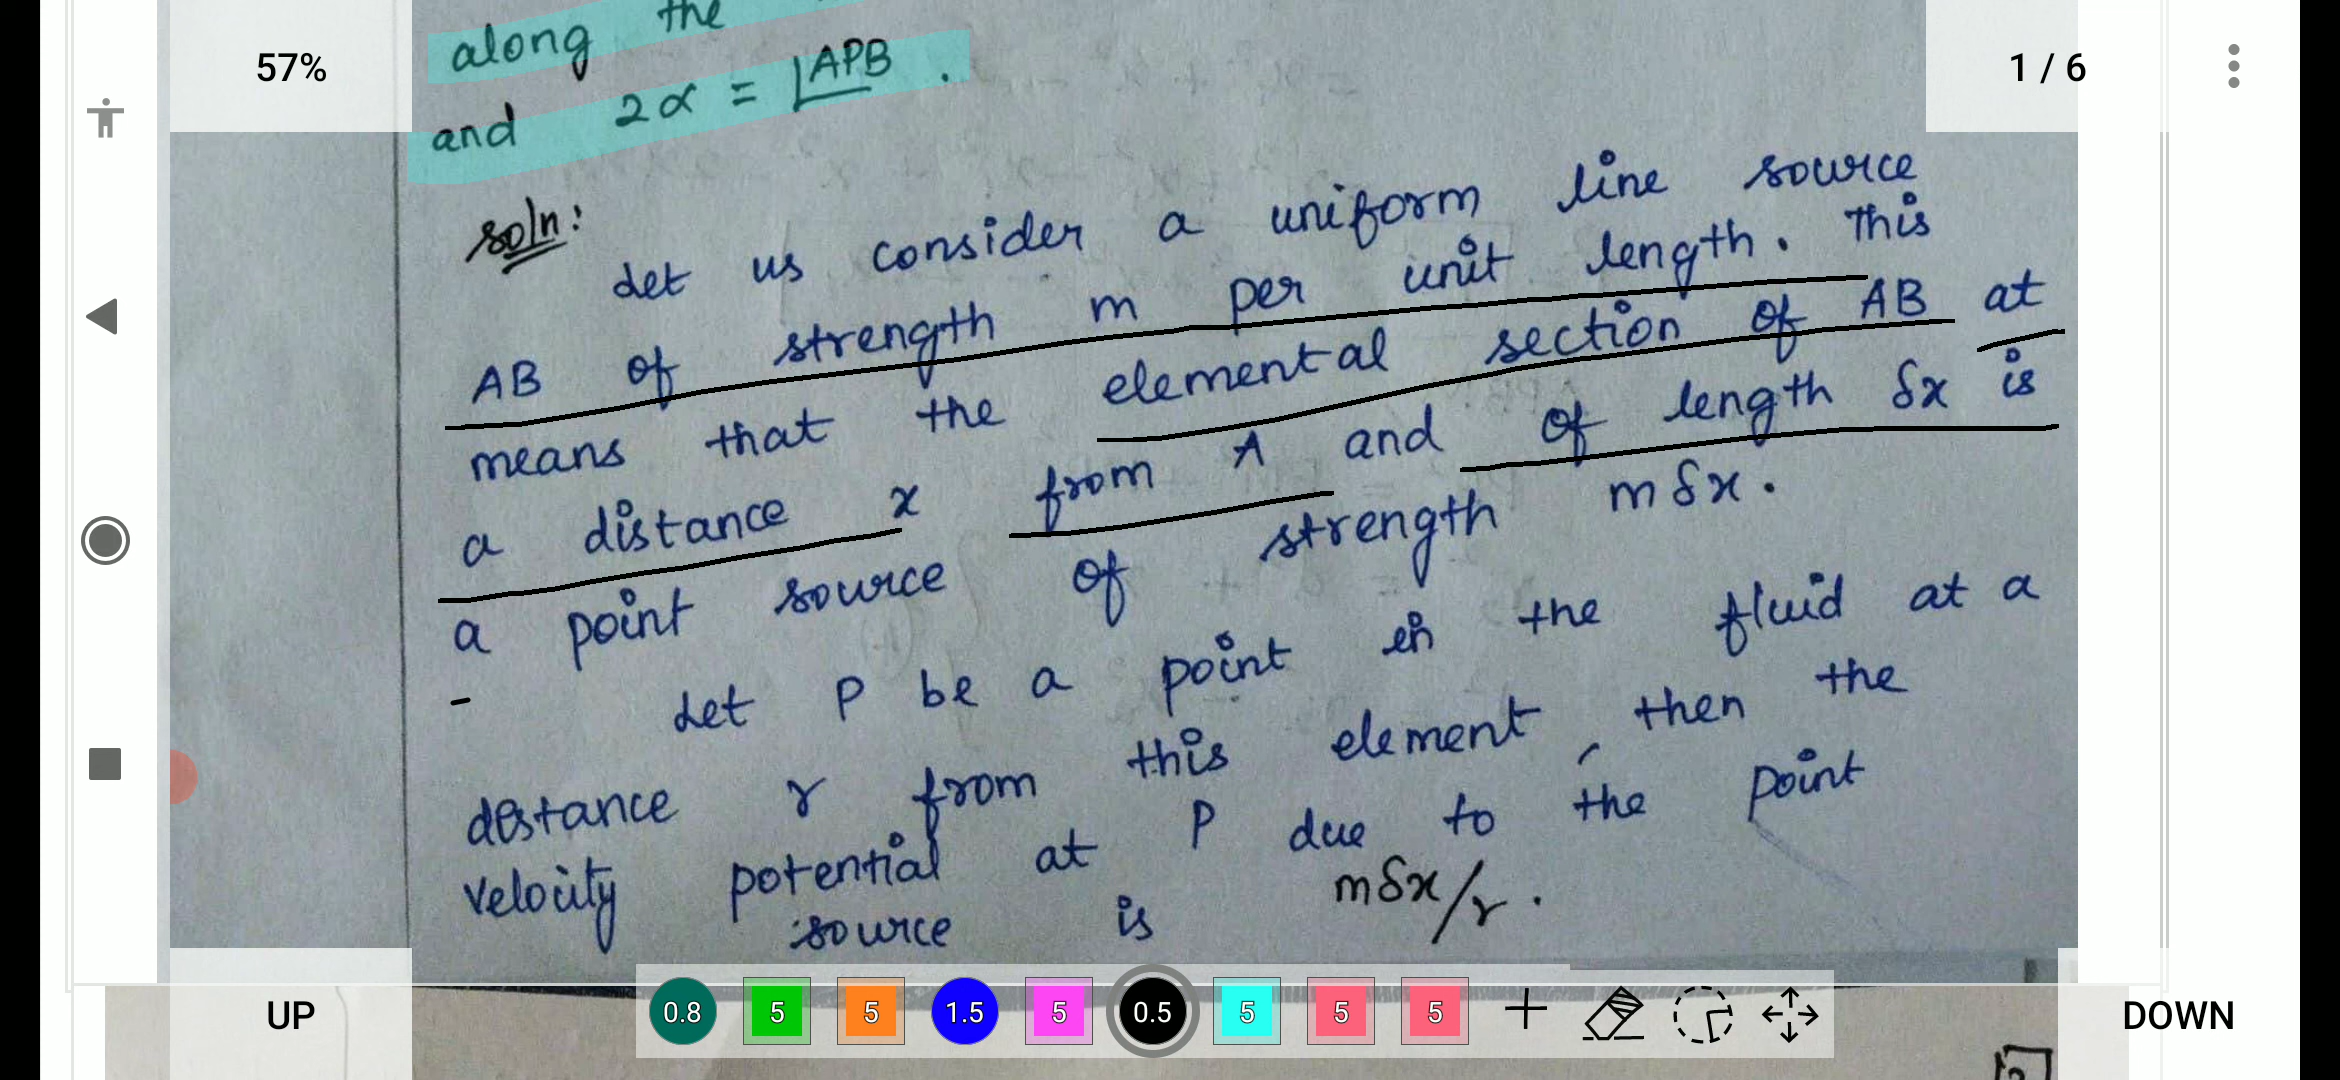 along the
57%
1 / 6
and 2α = ∠APB .
soln:
Let us consider a uniform line source
AB of strength m per unit length. This
means that the elemental section of AB at
a distance x from A and of length δx is
a point source of strength mδx.
Let P be a point in the fluid at a
distance r from this element, then the
velocity potential at P due to the point
source is mδx/r.
UP
0.8 5 5 1.5 5 0.5 5 5 5
DOWN